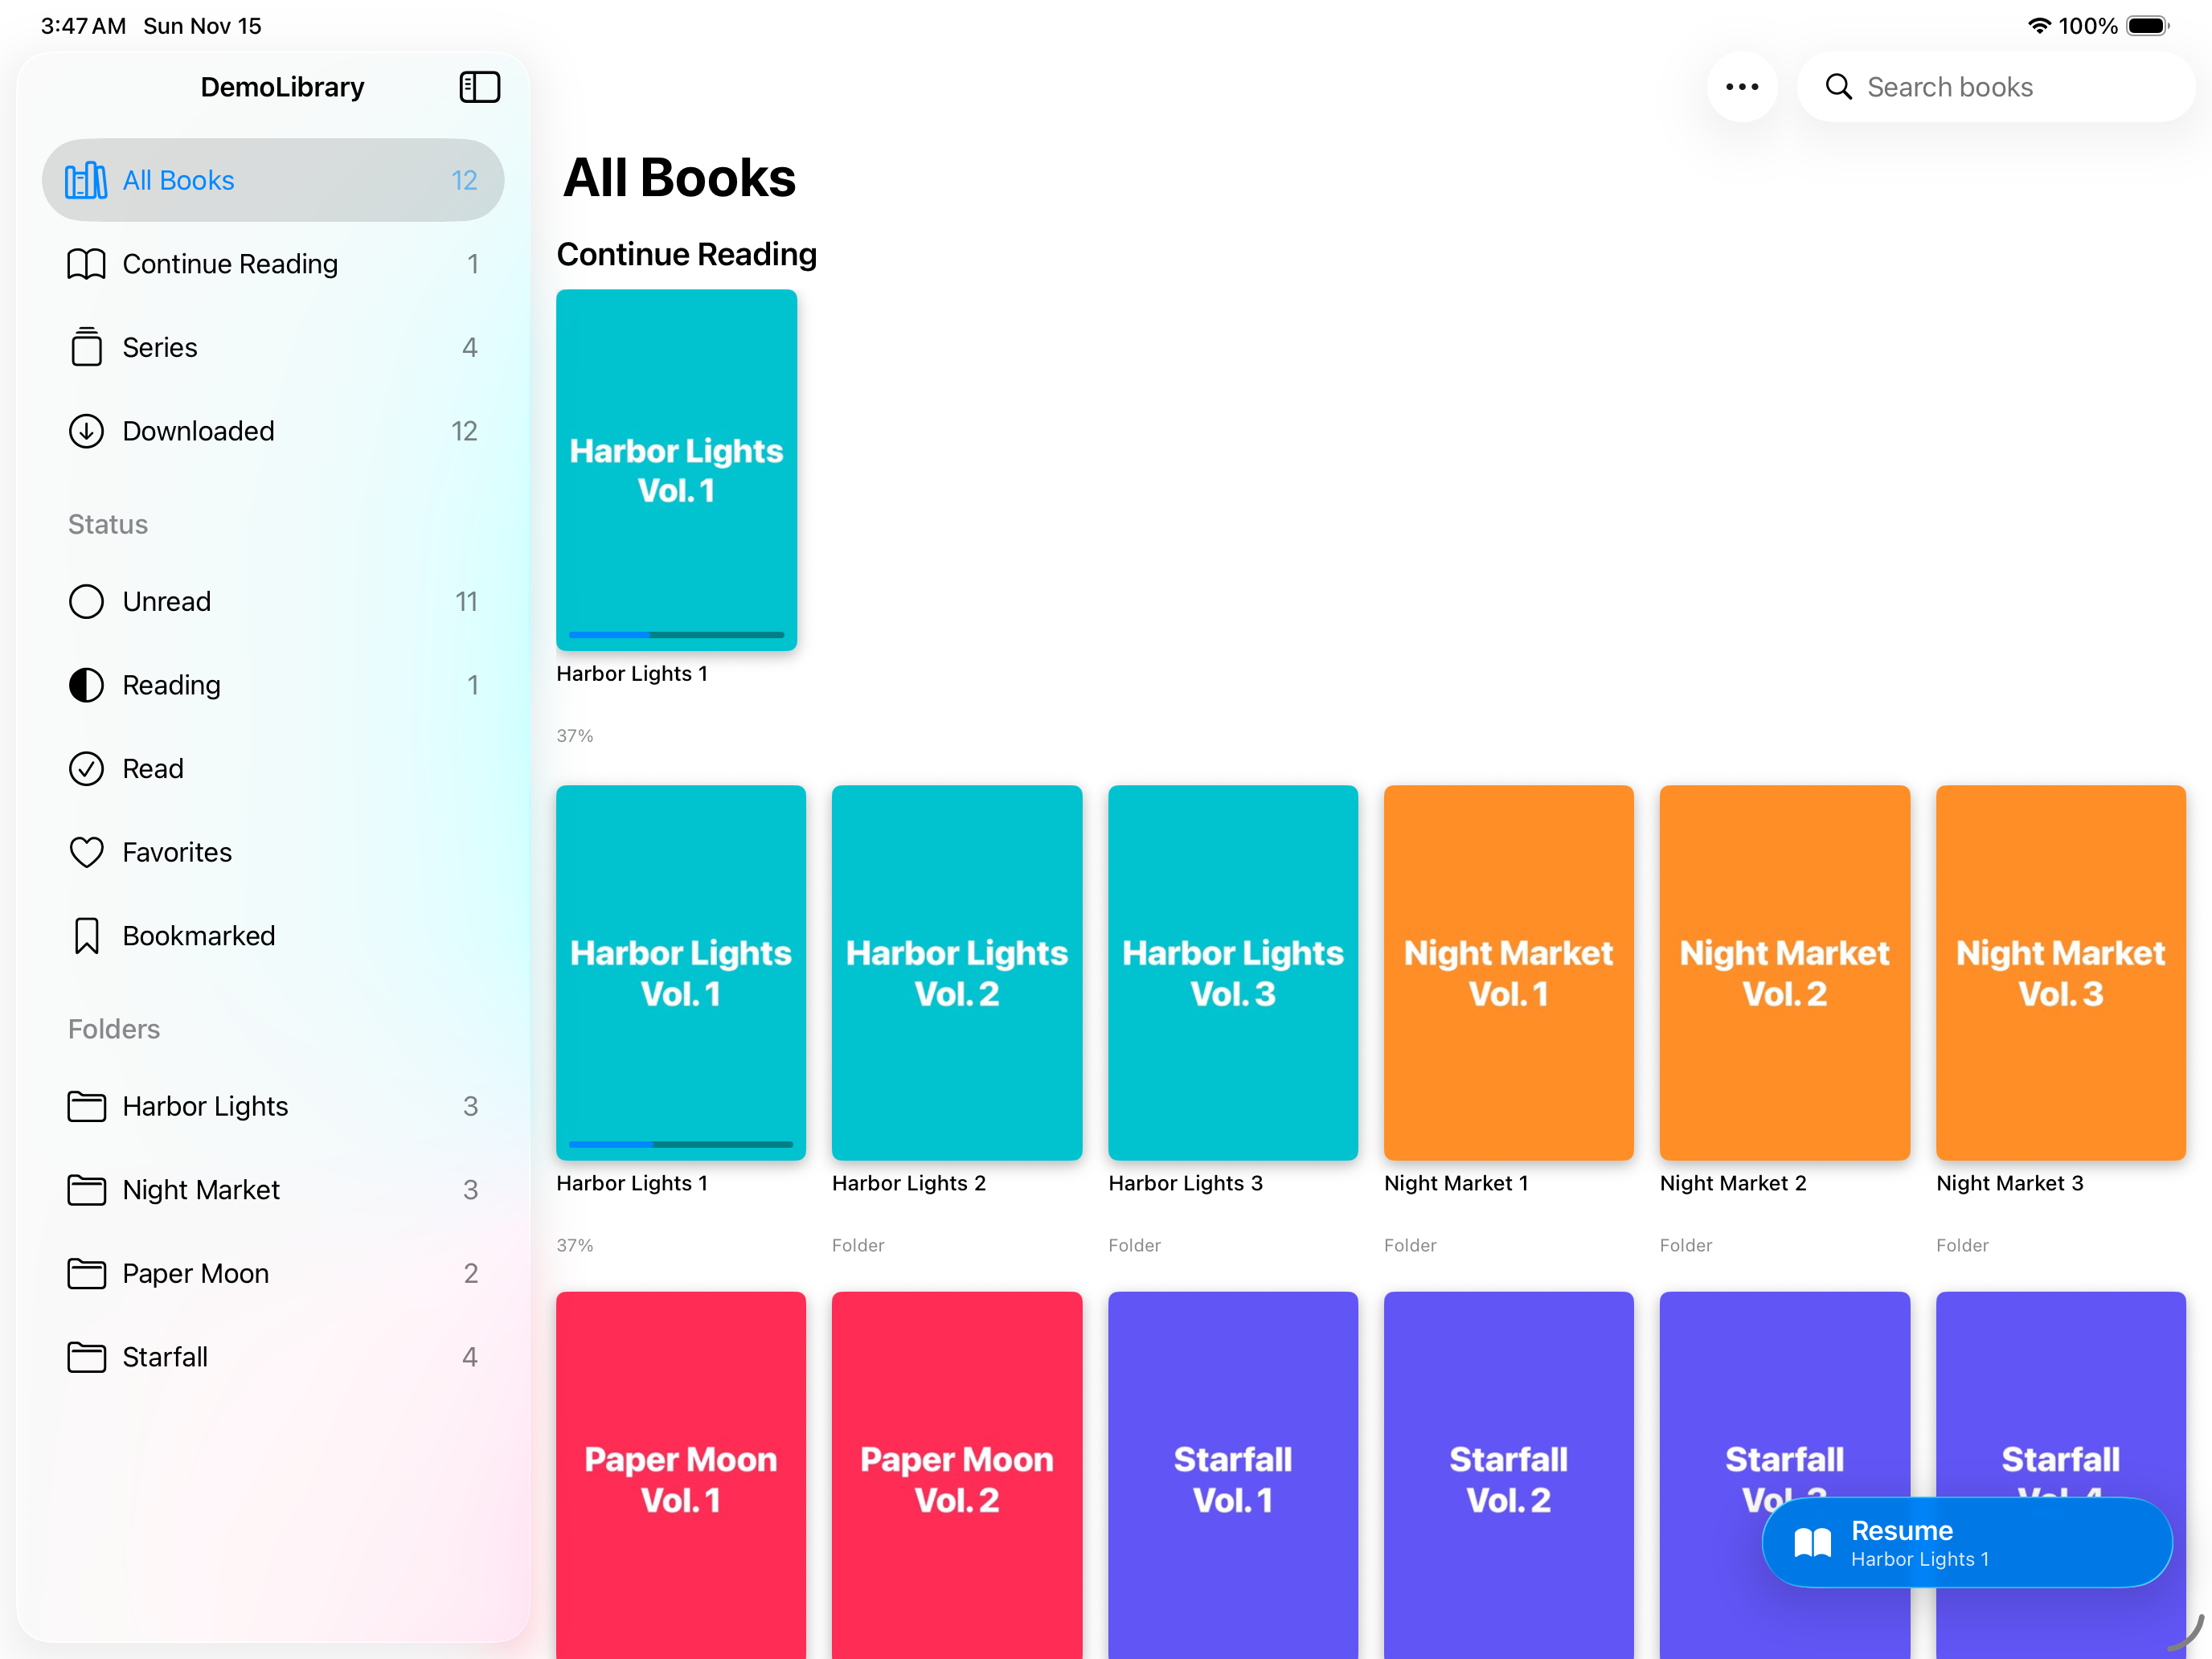 3:47 AM Sun Nov 15
100%
DemoLibrary
All Books 12
Continue Reading 1
Series 4
Downloaded 12
Status
Unread 11
Reading 1
Read
Favorites
Bookmarked
Folders
Harbor Lights 3
Night Market 3
Paper Moon 2
Starfall 4
Search books
All Books
Continue Reading
Harbor Lights
Vol. 1
Harbor Lights 1
37%
Harbor Lights
Vol. 1
Harbor Lights 1
37%
Harbor Lights
Vol. 2
Harbor Lights 2
Folder
Harbor Lights
Vol. 3
Harbor Lights 3
Folder
Night Market
Vol. 1
Night Market 1
Folder
Night Market
Vol. 2
Night Market 2
Folder
Night Market
Vol. 3
Night Market 3
Folder
Paper Moon
Vol. 1
Paper Moon
Vol. 2
Starfall
Vol. 1
Starfall
Vol. 2
Starfall
Vol. 3
Starfall
Vol. 4
Resume
Harbor Lights 1